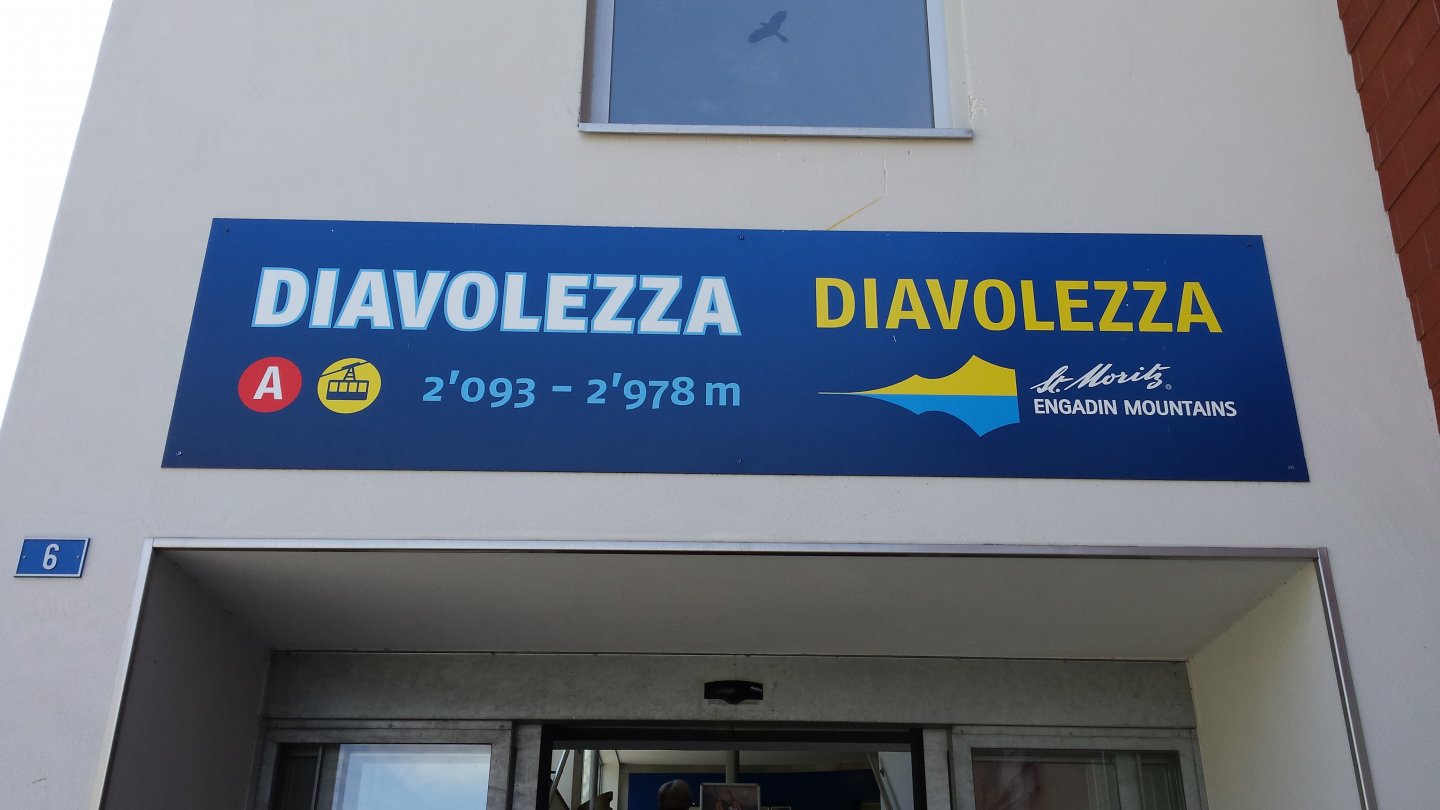 DIAVOLEZZA
A
2'093 – 2'978 m
DIAVOLEZZA
St. Moritz®
ENGADIN MOUNTAINS
6